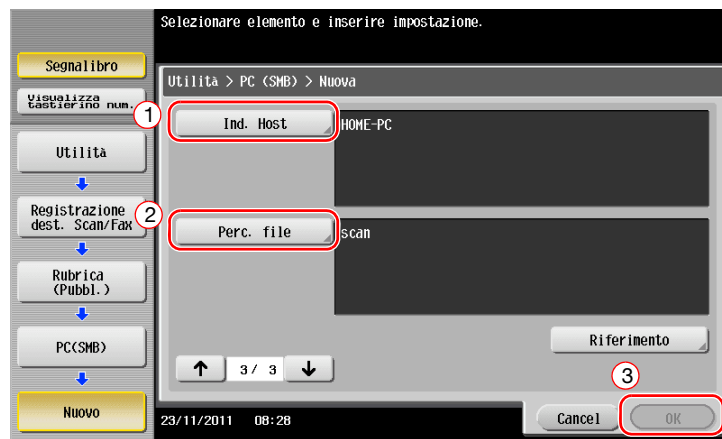 Selezionare elemento e inserire impostazione.
Segnalibro
Visualizza
tastierino num.
Utilità
Registrazione
dest. Scan/Fax
Rubrica
(Pubbl.)
PC(SMB)
Nuovo
Utilità > PC (SMB) > Nuova
1
Ind. Host
HOME-PC
2
Perc. file
scan
Riferimento
↑ 3/ 3 ↓
3
23/11/2011 08:28
Cancel
OK